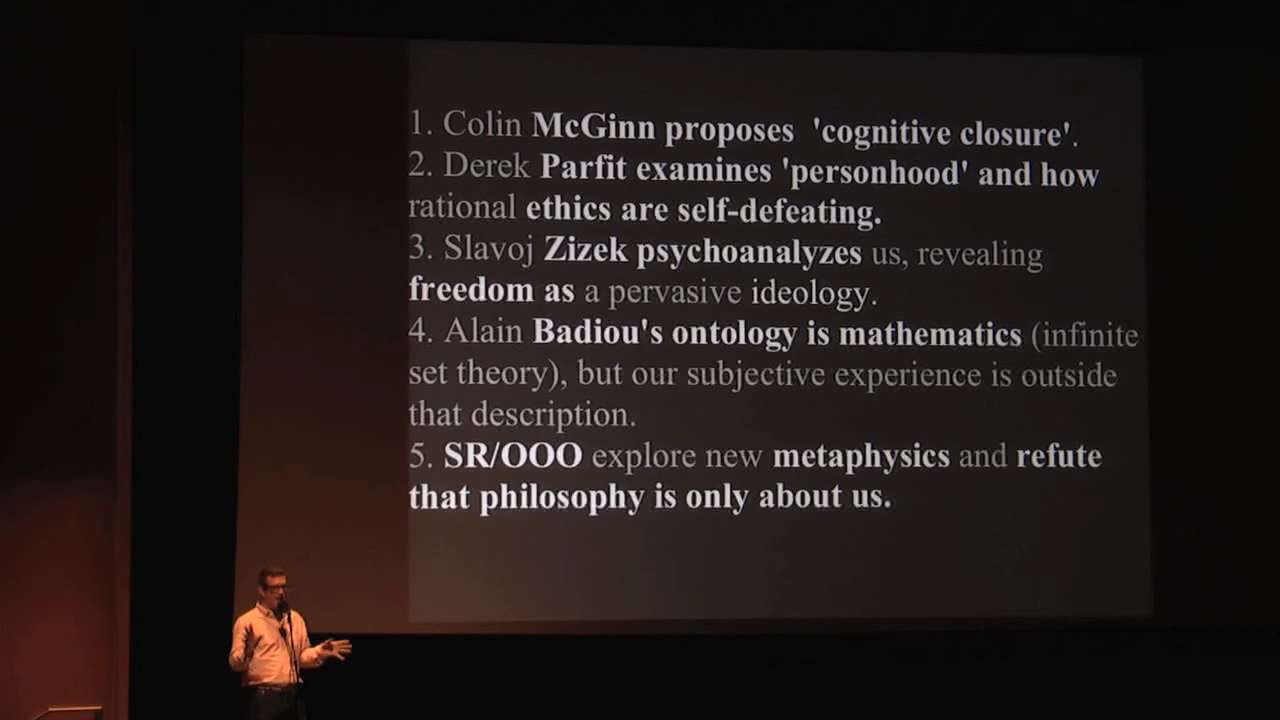 1. Colin McGinn proposes 'cognitive closure'.
2. Derek Parfit examines 'personhood' and how
rational ethics are self-defeating.
3. Slavoj Zizek psychoanalyzes us, revealing
freedom as a pervasive ideology.
4. Alain Badiou's ontology is mathematics (infinite
set theory), but our subjective experience is outside
that description.
5. SR/OOO explore new metaphysics and refute
that philosophy is only about us.